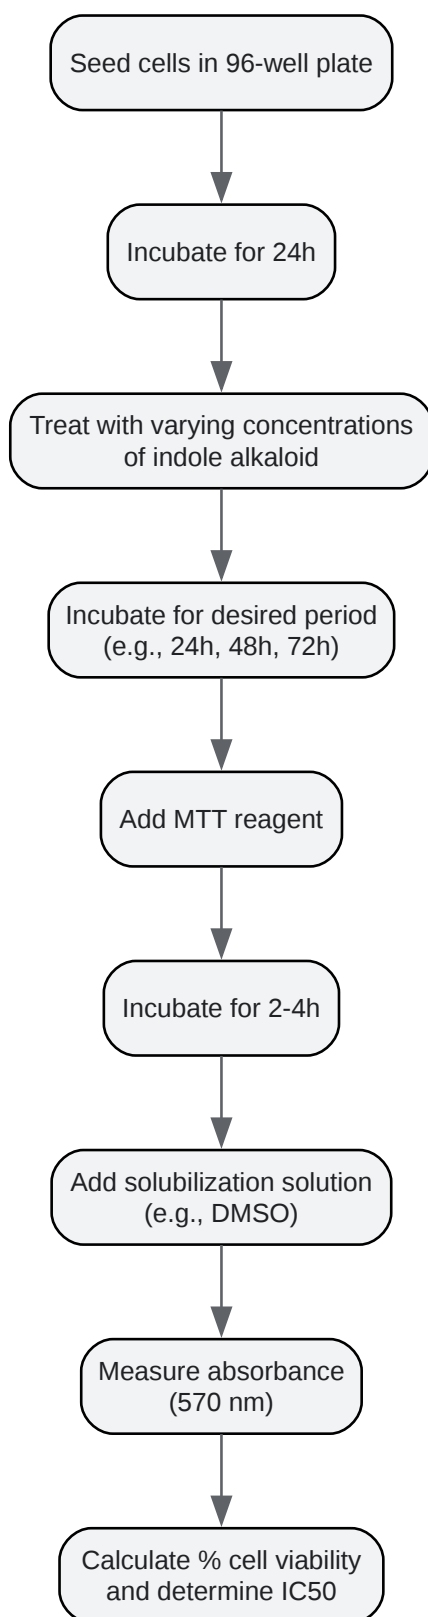 Seed cells in 96-well plate
Incubate for 24h
Treat with varying concentrations
of indole alkaloid
Incubate for desired period
(e.g., 24h, 48h, 72h)
Add MTT reagent
Incubate for 2-4h
Add solubilization solution
(e.g., DMSO)
Measure absorbance
(570 nm)
Calculate % cell viability
and determine IC50